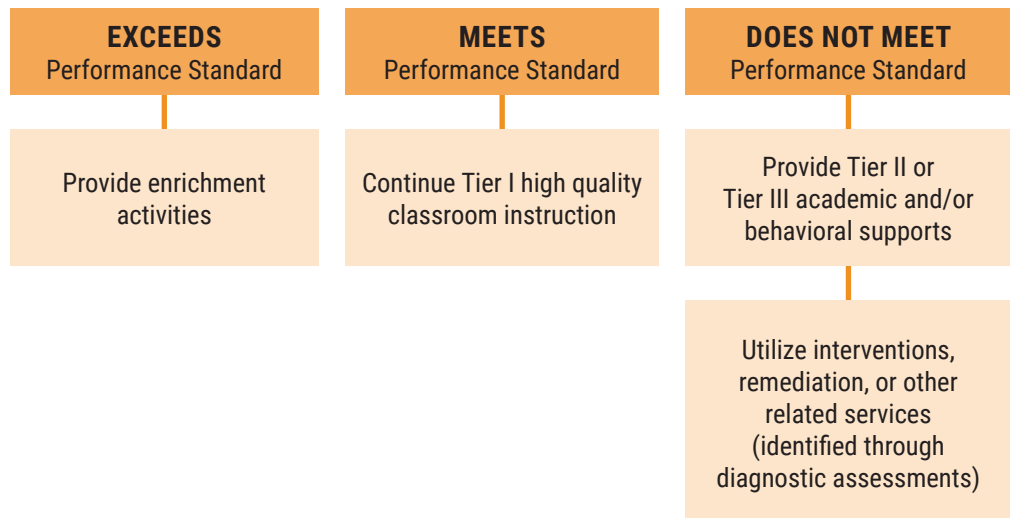 EXCEEDS
Performance Standard
Provide enrichment
activities
MEETS
Performance Standard
Continue Tier I high quality
classroom instruction
DOES NOT MEET
Performance Standard
Provide Tier II or
Tier III academic and/or
behavioral supports
Utilize interventions,
remediation, or other
related services
(identified through
diagnostic assessments)